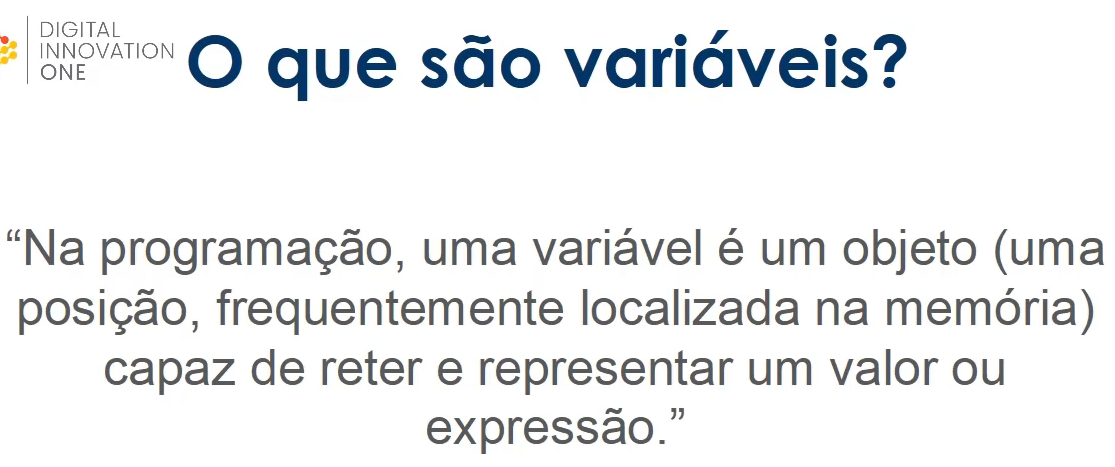 DIGITAL
INNOVATION
ONE
O que são variáveis?
“Na programação, uma variável é um objeto (uma
posição, frequentemente localizada na memória)
capaz de reter e representar um valor ou
expressão.”